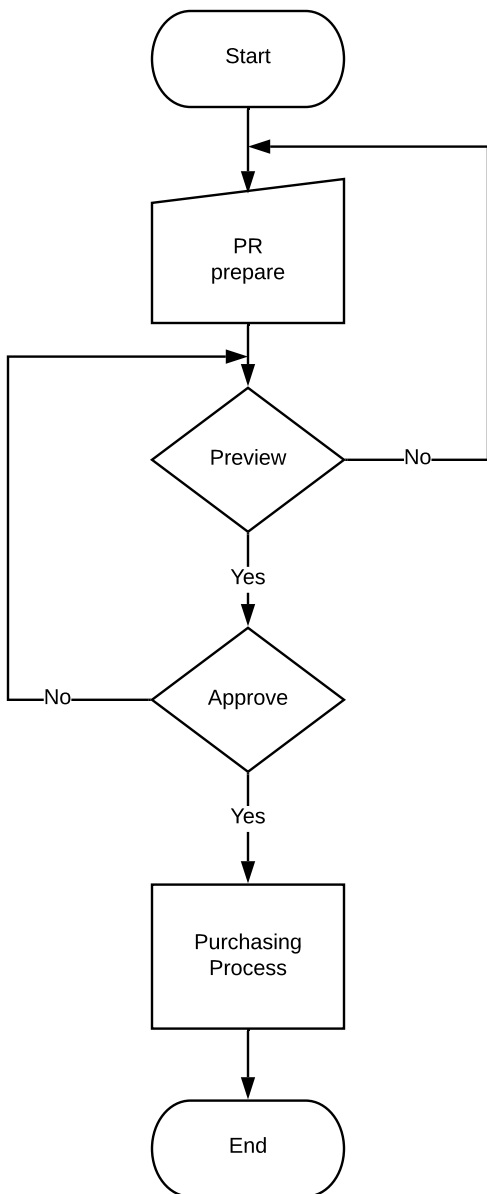 Start
PR
prepare
Preview
No
Yes
Approve
No
Yes
Purchasing
Process
End